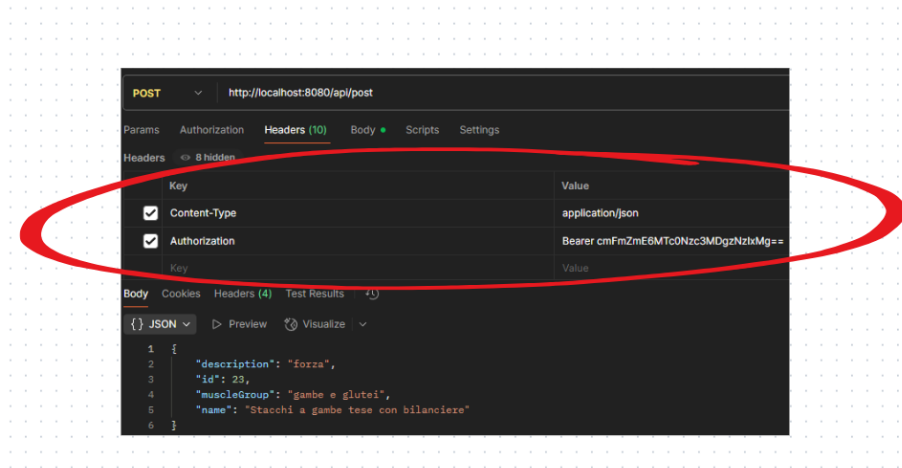 POST http://localhost:8080/api/post
Params Authorization Headers (10) Body Scripts Settings
Headers 8 hidden
Key Value
Content-Type application/json
Authorization Bearer cmFmZmE6MTc0Nzc3MDgzNzIxMg==
Key Value
Body Cookies Headers (4) Test Results
{} JSON Preview Visualize
1 {
2 "description": "forza",
3 "id": 23,
4 "muscleGroup": "gambe e glutei",
5 "name": "Stacchi a gambe tese con bilanciere"
6 }